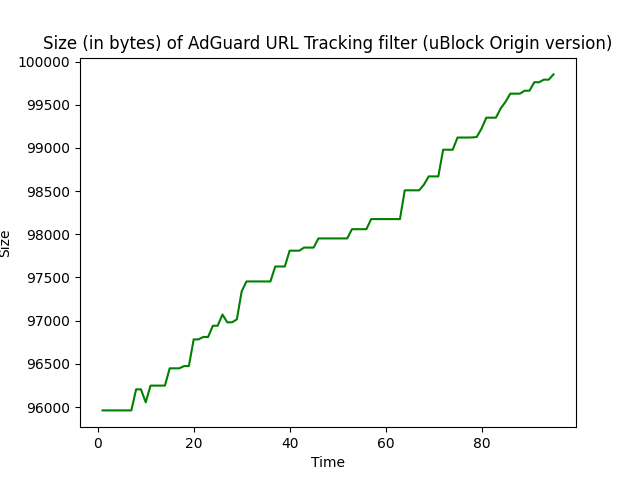 Size (in bytes) of AdGuard URL Tracking filter (uBlock Origin version)
100000
99500
99000
98500
98000
97500
97000
96500
96000
Size
0 20 40 60 80
Time